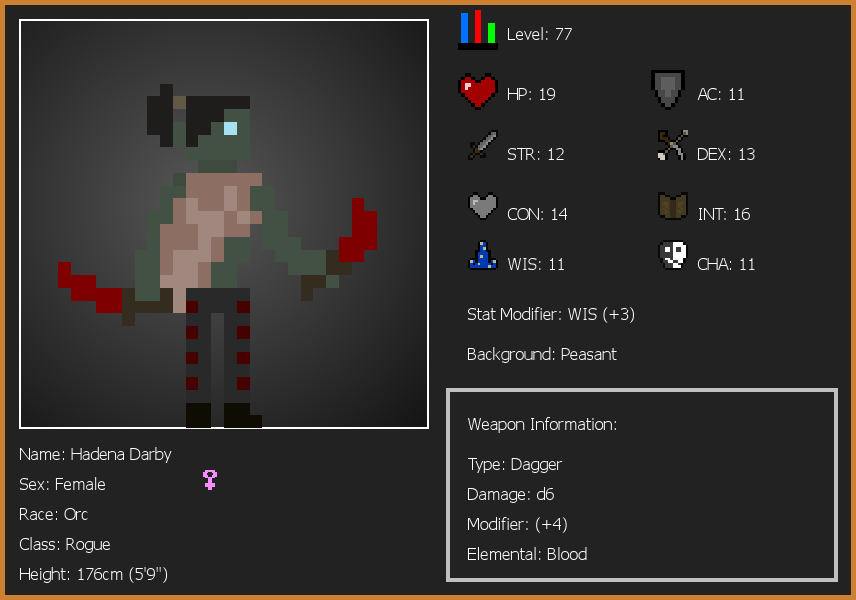 Level: 77
HP: 19
AC: 11
STR: 12
DEX: 13
CON: 14
INT: 16
WIS: 11
CHA: 11
Stat Modifier: WIS (+3)
Background: Peasant
Weapon Information:
Type: Dagger
Damage: d6
Modifier: (+4)
Elemental: Blood
Name: Hadena Darby
Sex: Female
Race: Orc
Class: Rogue
Height: 176cm (5'9")